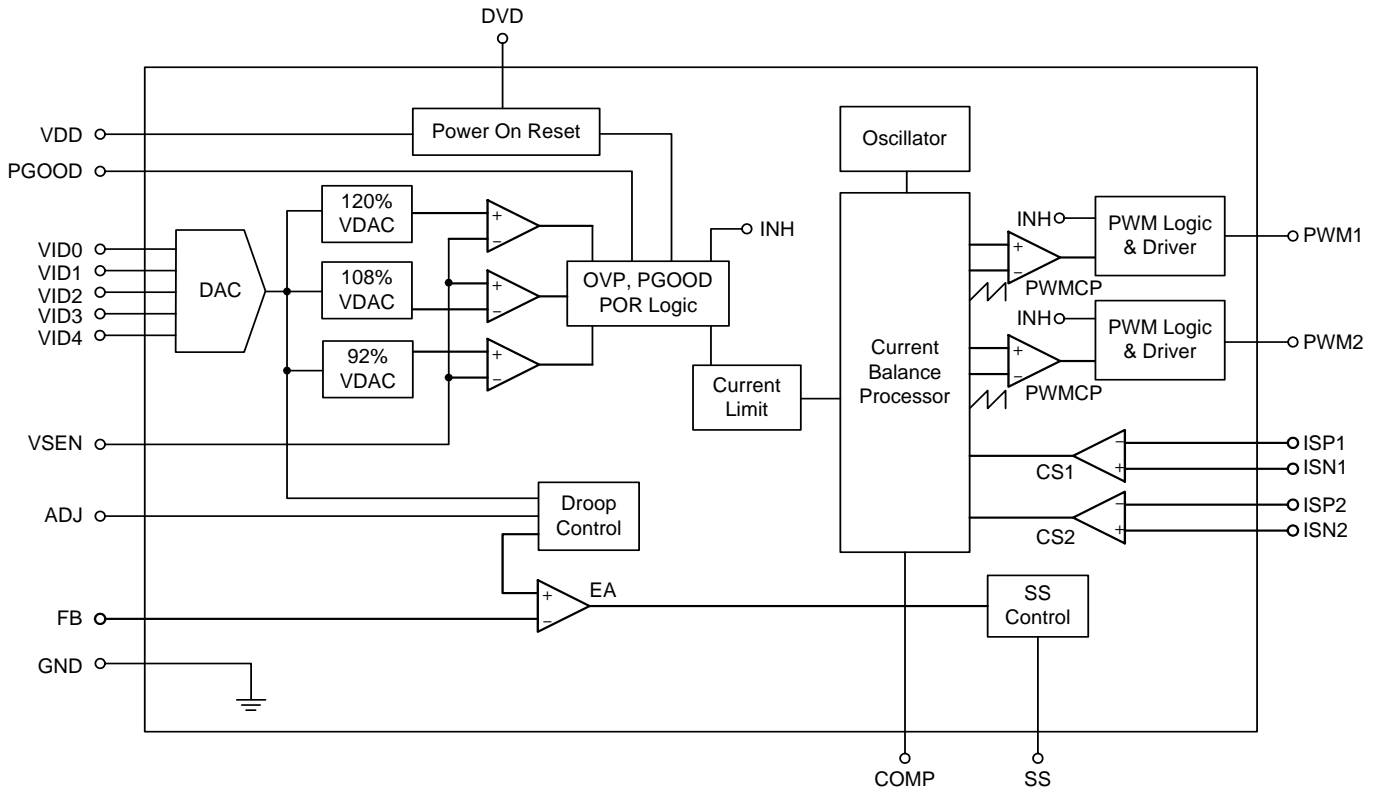 DVD
VDD
Power On Reset
Oscillator
PGOOD
120%
VDAC
+
−
INH
INH
PWM Logic
& Driver
PWM1
+
−
PWMCP
VID0
VID1
VID2
VID3
VID4
DAC
108%
VDAC
+
−
OVP, PGOOD
POR Logic
INH
PWM Logic
& Driver
PWM2
+
−
PWMCP
92%
VDAC
+
−
Current
Limit
Current
Balance
Processor
VSEN
−
+
CS1
ISP1
ISN1
ADJ
Droop
Control
−
+
CS2
ISP2
ISN2
FB
+
−
EA
SS
Control
GND
COMP
SS